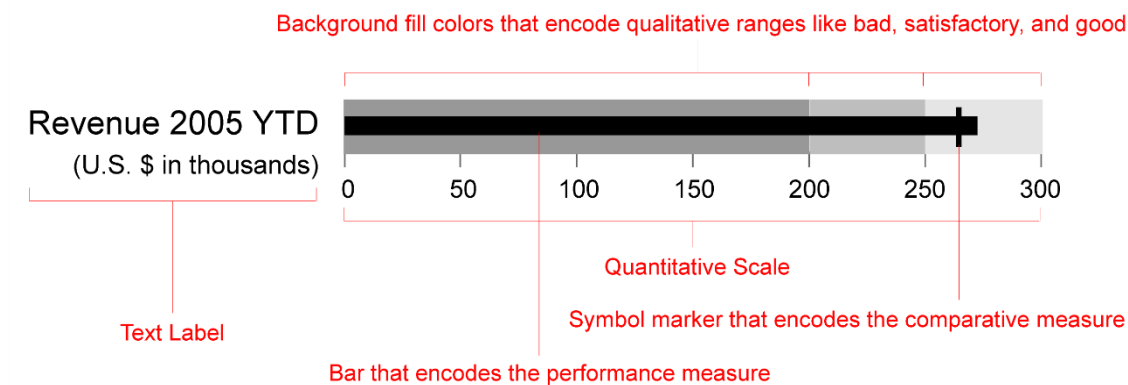 Background fill colors that encode qualitative ranges like bad, satisfactory, and good
Revenue 2005 YTD
(U.S. $ in thousands)
0 50 100 150 200 250 300
Quantitative Scale
Symbol marker that encodes the comparative measure
Text Label
Bar that encodes the performance measure